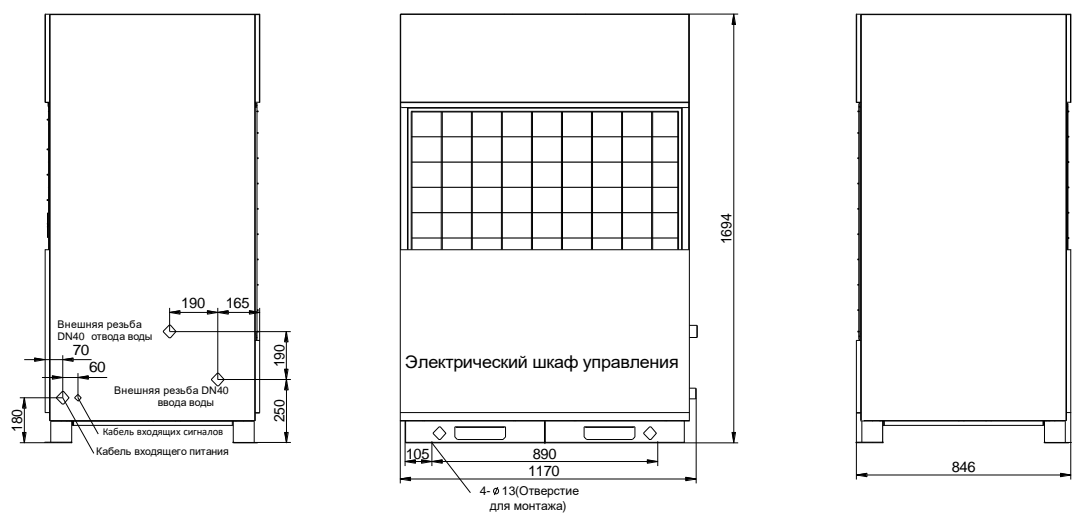 190
165
Внешняя резьба
DN40 отвода воды
70
60
190
Внешняя резьба DN40
ввода воды
180
250
Кабель входящих сигналов
Кабель входящего питания
Электрический шкаф управления
1694
105
890
1170
4-ø13(Отверстие
для монтажа)
846